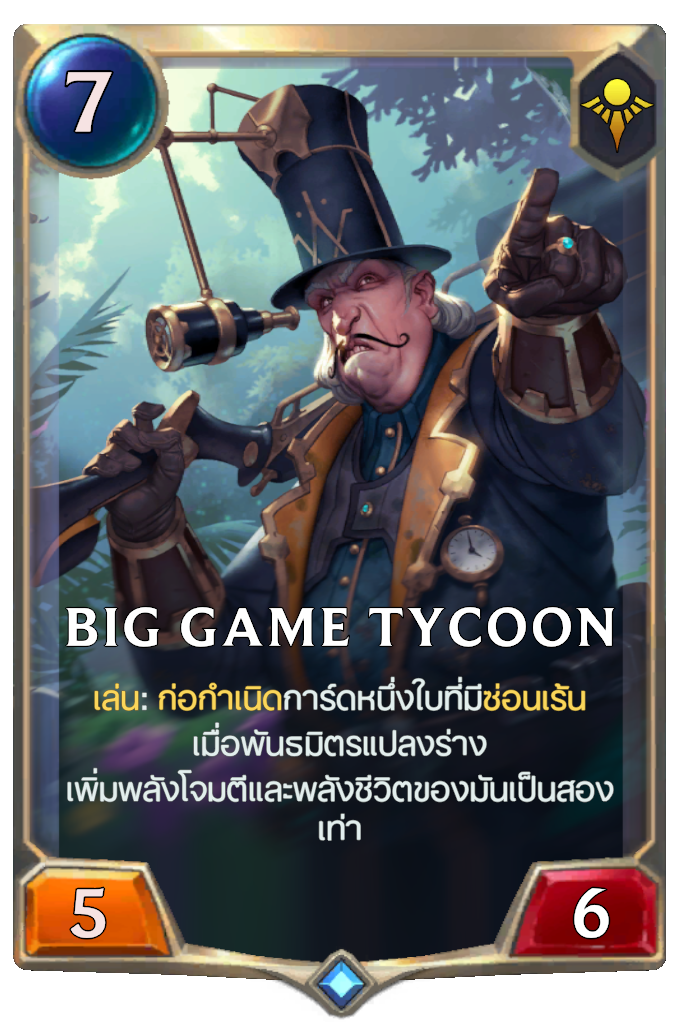 7
BIG GAME TYCOON
เล่น: ก่อกำเนิดการ์ดหนึ่งใบที่มีซ่อนเร้น
เมื่อพันธมิตรแปลงร่าง
เพิ่มพลังโจมตีและพลังชีวิตของมันเป็นสอง
เท่า
5
6